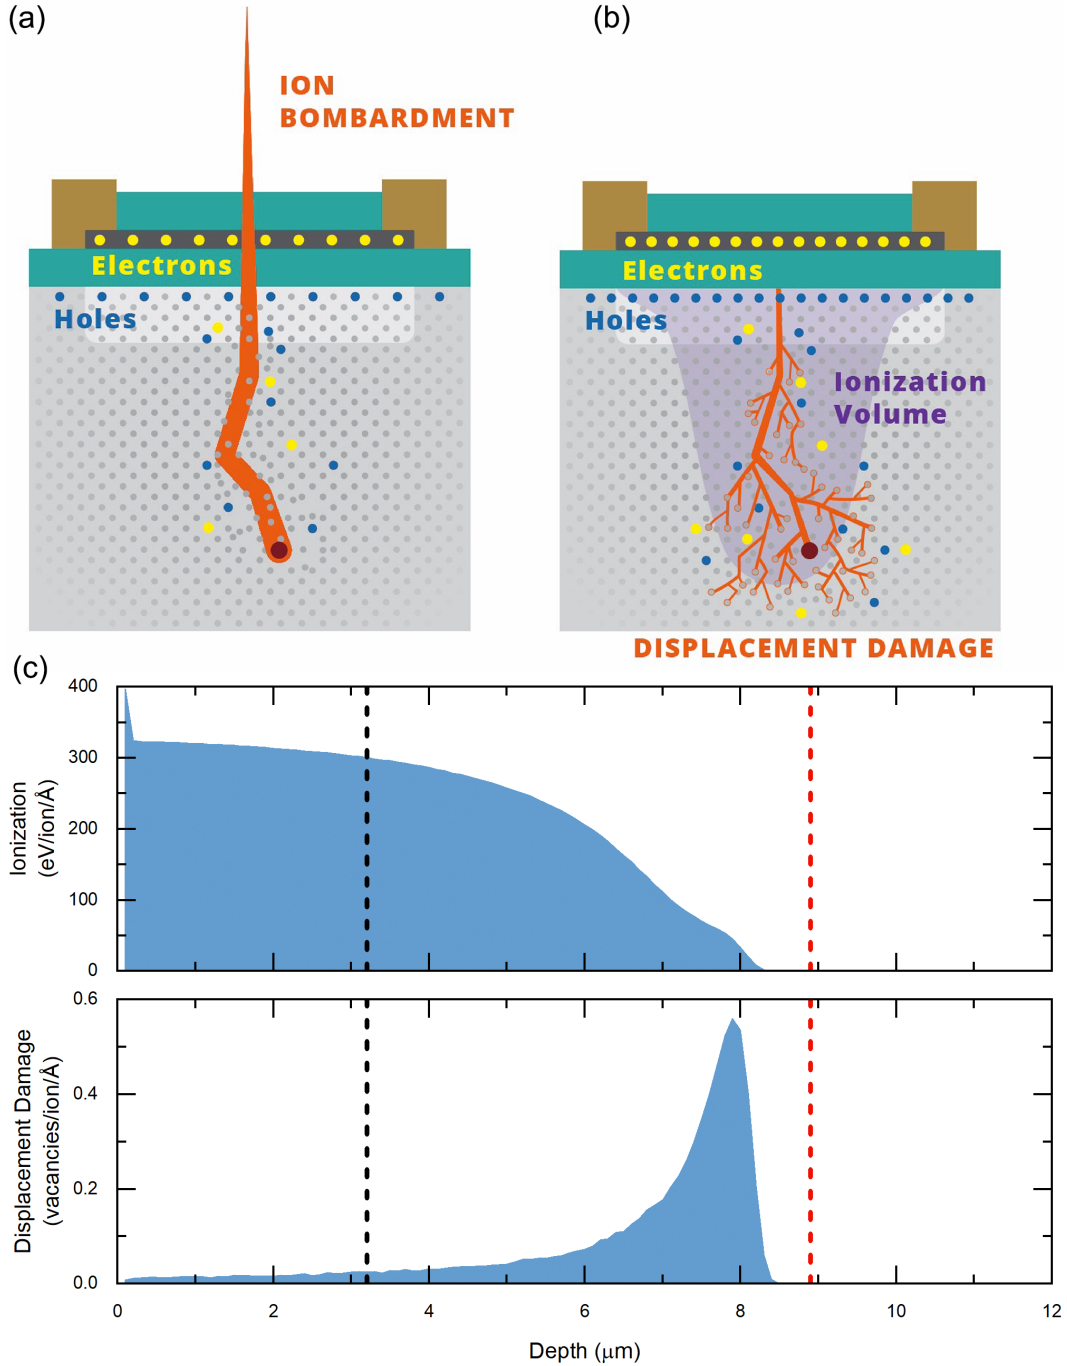 (a)
ION
BOMBARDMENT
Electrons
Holes
(b)
Electrons
Holes
Ionization
Volume
DISPLACEMENT DAMAGE
(c)
400
300
200
100
0
Ionization
(eV/ion/Å)
0.6
0.4
0.2
0.0
Displacement Damage
(vacancies/ion/Å)
0 2 4 6 8 10 12
Depth (μm)